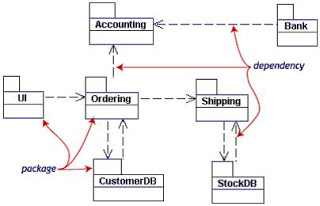 Accounting
Bank
dependency
UI
Ordering
Shipping
package
CustomerDB
StockDB